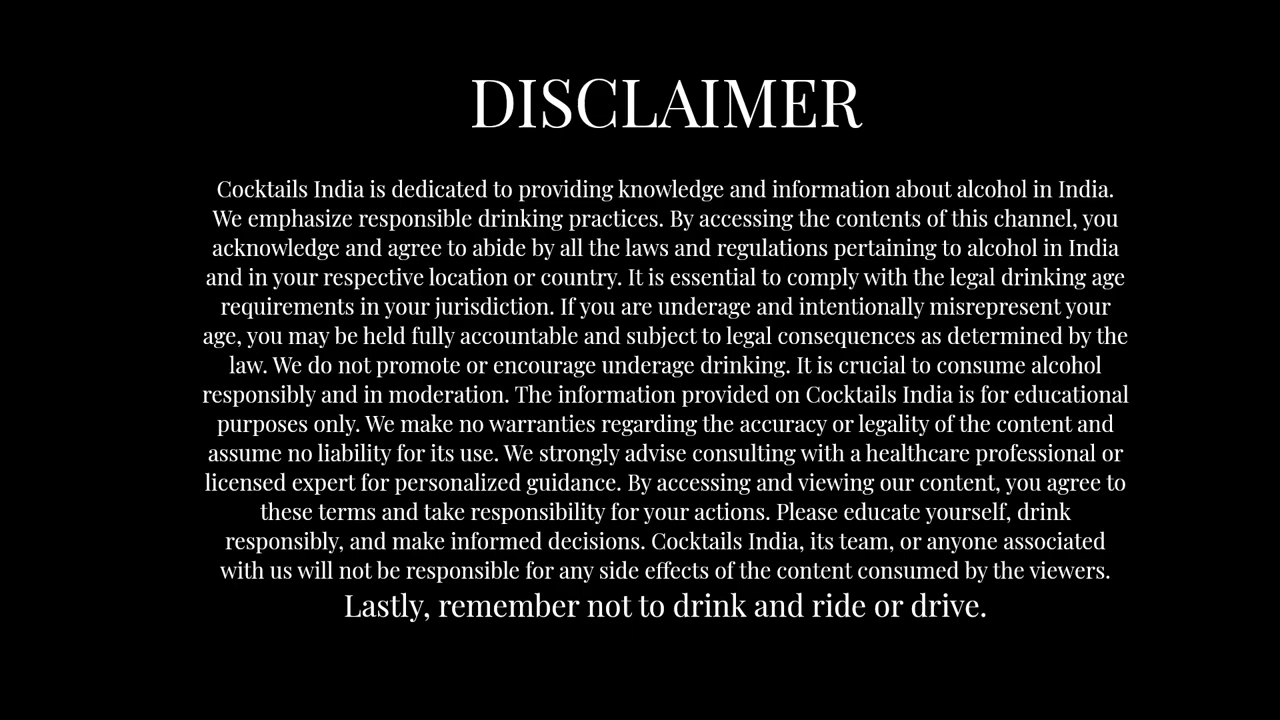 DISCLAIMER
Cocktails India is dedicated to providing knowledge and information about alcohol in India.
We emphasize responsible drinking practices. By accessing the contents of this channel, you
acknowledge and agree to abide by all the laws and regulations pertaining to alcohol in India
and in your respective location or country. It is essential to comply with the legal drinking age
requirements in your jurisdiction. If you are underage and intentionally misrepresent your
age, you may be held fully accountable and subject to legal consequences as determined by the
law. We do not promote or encourage underage drinking. It is crucial to consume alcohol
responsibly and in moderation. The information provided on Cocktails India is for educational
purposes only. We make no warranties regarding the accuracy or legality of the content and
assume no liability for its use. We strongly advise consulting with a healthcare professional or
licensed expert for personalized guidance. By accessing and viewing our content, you agree to
these terms and take responsibility for your actions. Please educate yourself, drink
responsibly, and make informed decisions. Cocktails India, its team, or anyone associated
with us will not be responsible for any side effects of the content consumed by the viewers.
Lastly, remember not to drink and ride or drive.